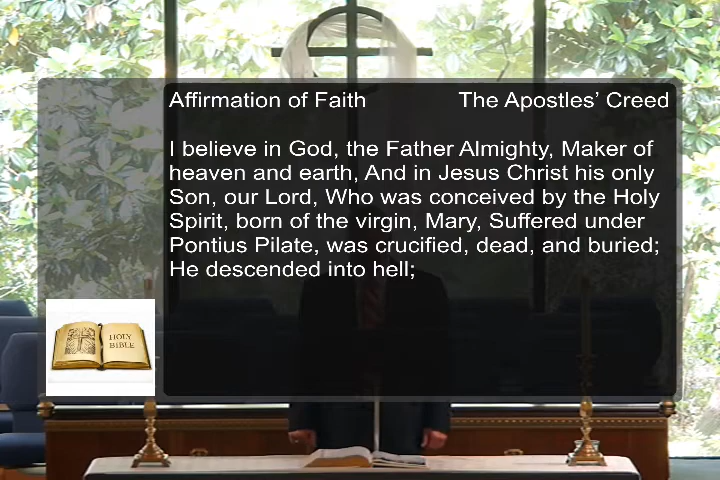 Affirmation of Faith The Apostles’ Creed
I believe in God, the Father Almighty, Maker of
heaven and earth, And in Jesus Christ his only
Son, our Lord, Who was conceived by the Holy
Spirit, born of the virgin, Mary, Suffered under
Pontius Pilate, was crucified, dead, and buried;
He descended into hell;
HOLY
BIBLE